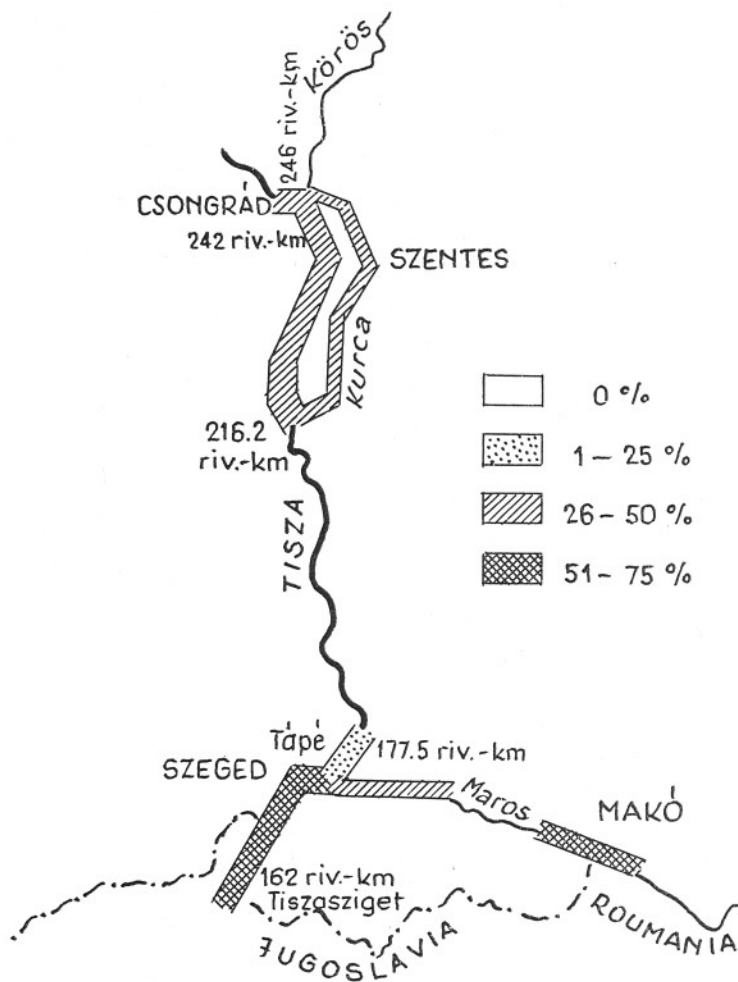 Körös
246 riv.-km
CSONGRÁD
242 riv.-km
SZENTES
Kurca
216.2
riv.-km
TISZA
0 %
1 – 25 %
26 – 50 %
51 – 75 %
Tápé
177.5 riv.-km
SZEGED
Maros
MAKÓ
162 riv.-km
Tiszasziget
JUGOSLAVIA
ROUMANIA